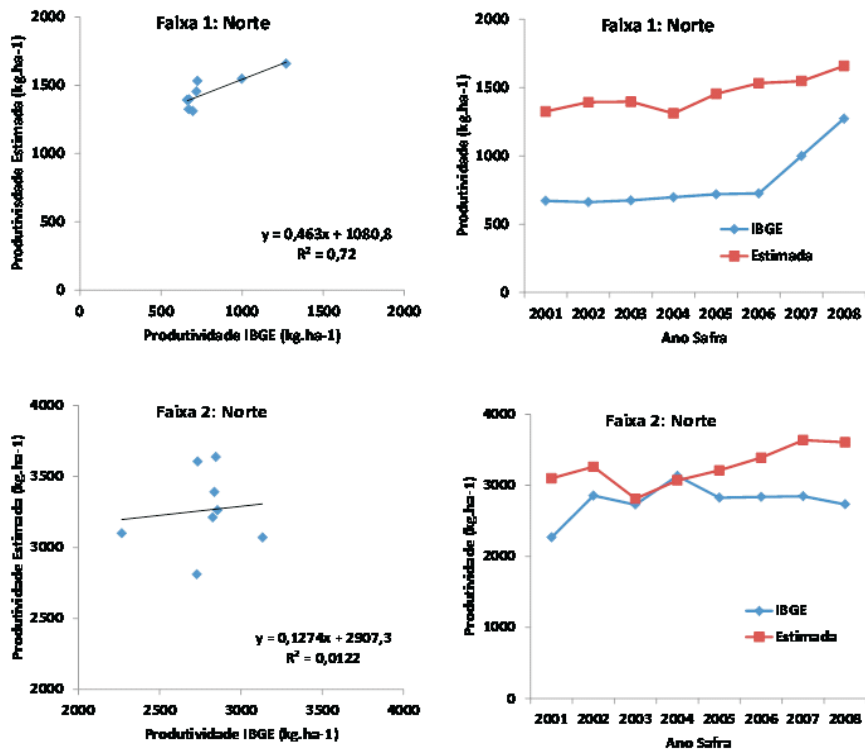 Faixa 1: Norte
Produtivisdade Estimada (kg.ha-1)
2000
1500
1000
500
0
y = 0,463x + 1080,8
R² = 0,72
0 500 1000 1500 2000
Produtividade IBGE (kg.ha-1)
Faixa 1: Norte
Produtividade (kg.ha-1)
2000
1500
1000
500
0
IBGE
Estimada
2001 2002 2003 2004 2005 2006 2007 2008
Ano Safra
Faixa 2: Norte
Produtividade Estimada (kg.ha-1)
4000
3500
3000
2500
2000
y = 0,1274x + 2907,3
R² = 0,0122
2000 2500 3000 3500 4000
Produtividade IBGE (kg.ha-1)
Faixa 2: Norte
Produtividade (kg.ha-1)
4000
3000
2000
1000
0
IBGE
Estimada
2001 2002 2003 2004 2005 2006 2007 2008
Ano Safra